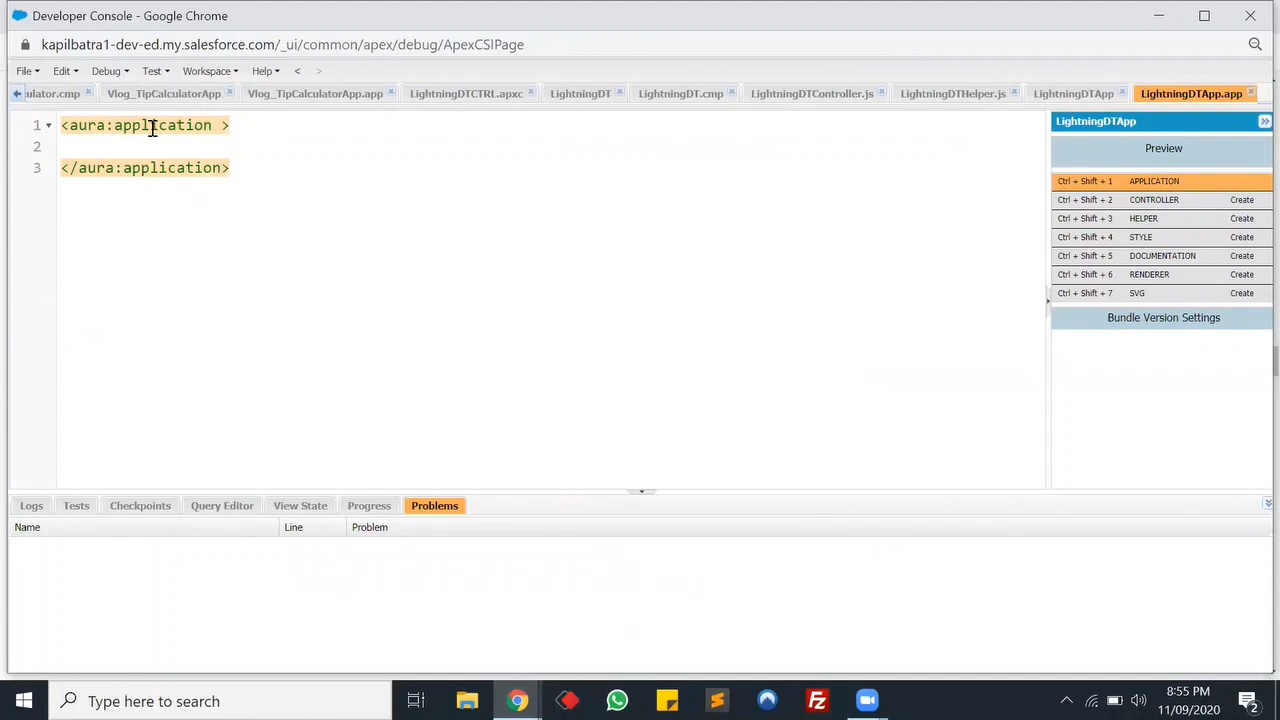 Developer Console - Google Chrome
kapilbatra1-dev-ed.my.salesforce.com/_ui/common/apex/debug/ApexCSIPage
File Edit Debug Test Workspace Help < >
ulator.cmp Vlog_TipCalculatorApp Vlog_TipCalculatorApp.app LightningDTCTRL.apxc LightningDT LightningDT.cmp LightningDTController.js LightningDTHelper.js LightningDTApp LightningDTApp.app
1 <aura:application >
2
3 </aura:application>
LightningDTApp
Preview
Ctrl + Shift + 1 APPLICATION
Ctrl + Shift + 2 CONTROLLER Create
Ctrl + Shift + 3 HELPER Create
Ctrl + Shift + 4 STYLE Create
Ctrl + Shift + 5 DOCUMENTATION Create
Ctrl + Shift + 6 RENDERER Create
Ctrl + Shift + 7 SVG Create
Bundle Version Settings
Logs Tests Checkpoints Query Editor View State Progress Problems
Name Line Problem
Type here to search
8:55 PM
11/09/2020
2